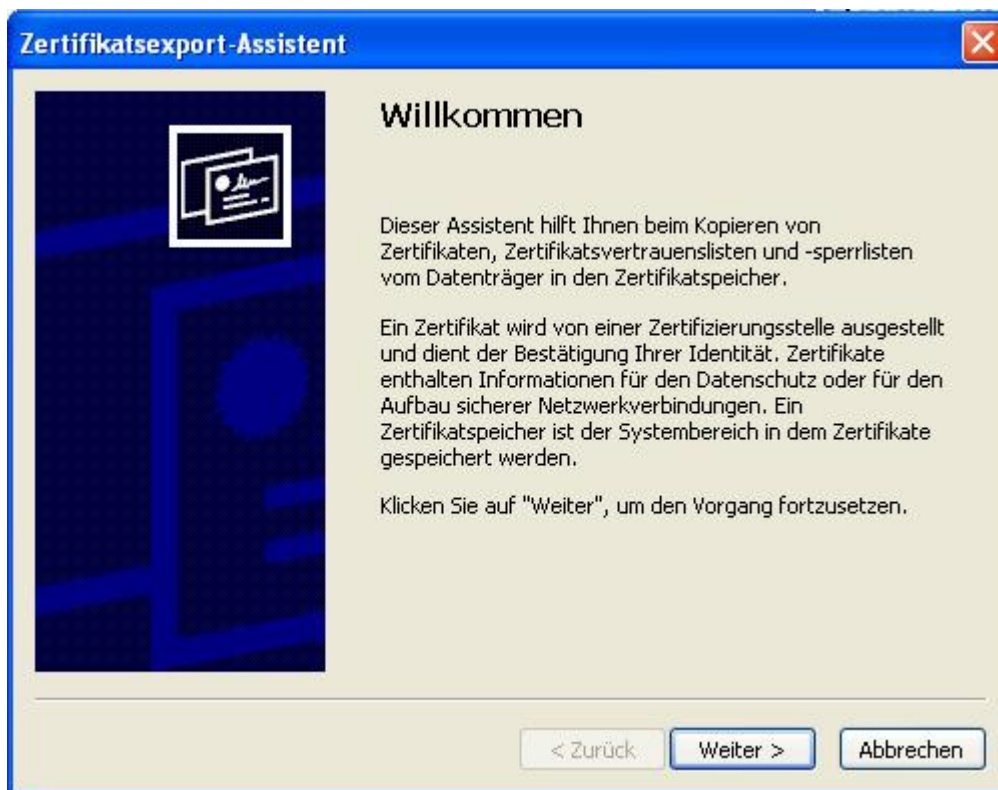 Zertifikatsexport-Assistent
Willkommen
Dieser Assistent hilft Ihnen beim Kopieren von
Zertifikaten, Zertifikatsvertrauenslisten und -sperrlisten
vom Datenträger in den Zertifikatspeicher.
Ein Zertifikat wird von einer Zertifizierungsstelle ausgestellt
und dient der Bestätigung Ihrer Identität. Zertifikate
enthalten Informationen für den Datenschutz oder für den
Aufbau sicherer Netzwerkverbindungen. Ein
Zertifikatspeicher ist der Systembereich in dem Zertifikate
gespeichert werden.
Klicken Sie auf "Weiter", um den Vorgang fortzusetzen.
< Zurück Weiter > Abbrechen